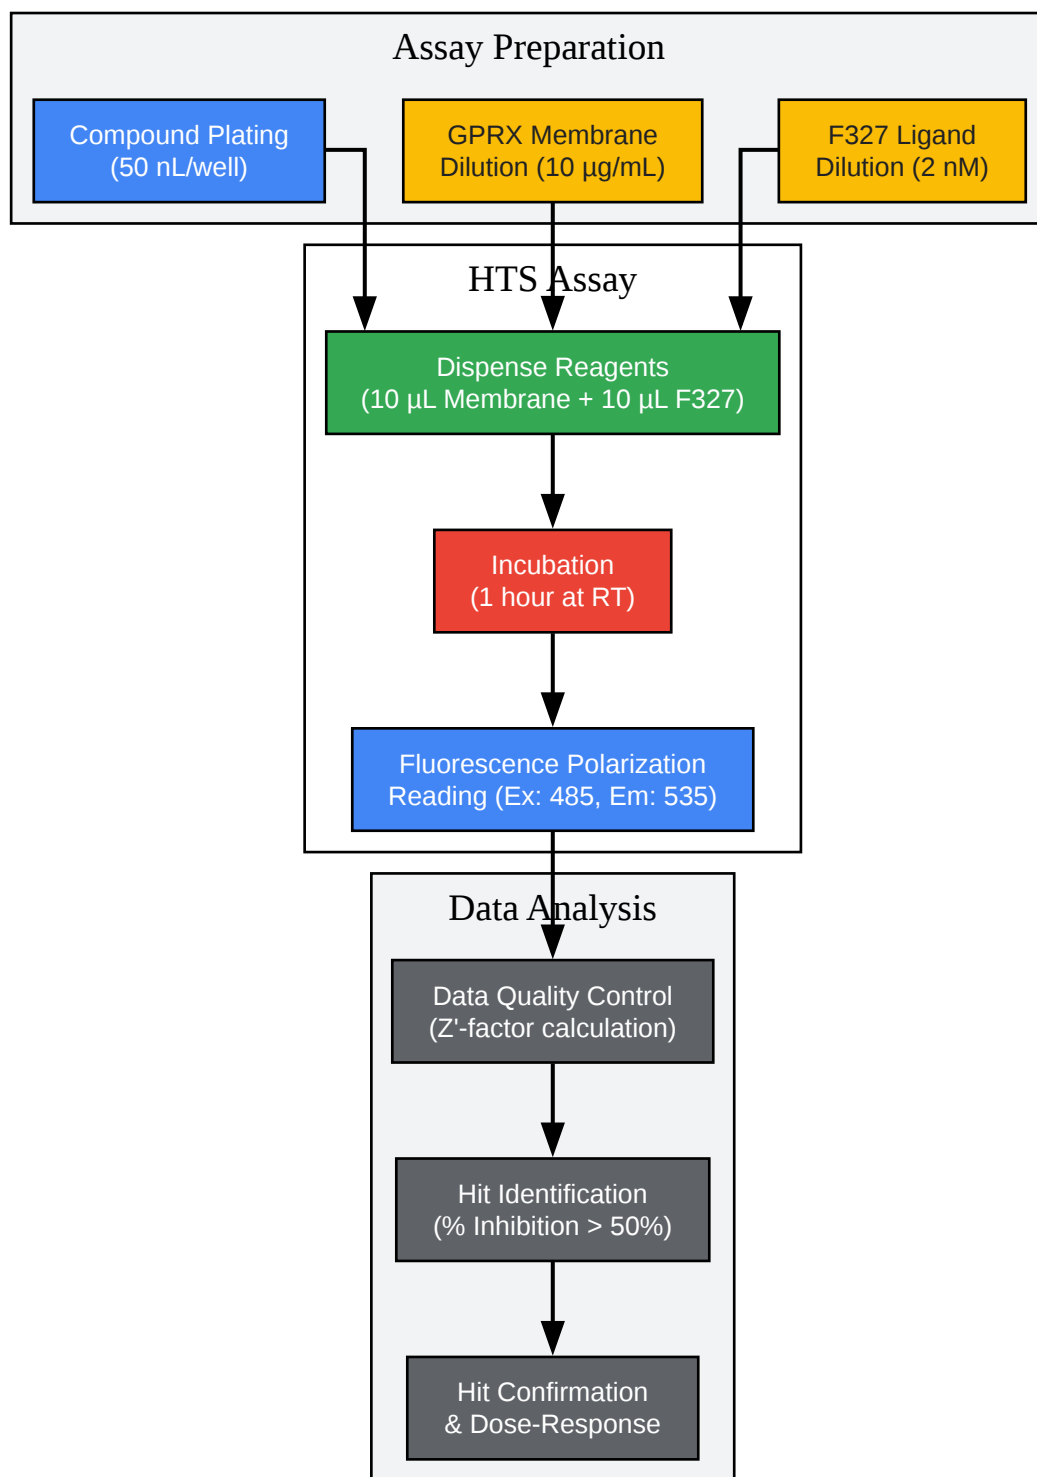 Assay Preparation
Compound Plating
(50 nL/well)
GPRX Membrane
Dilution (10 µg/mL)
F327 Ligand
Dilution (2 nM)
HTS Assay
Dispense Reagents
(10 µL Membrane + 10 µL F327)
Incubation
(1 hour at RT)
Fluorescence Polarization
Reading (Ex: 485, Em: 535)
Data Analysis
Data Quality Control
(Z'-factor calculation)
Hit Identification
(% Inhibition > 50%)
Hit Confirmation
& Dose-Response